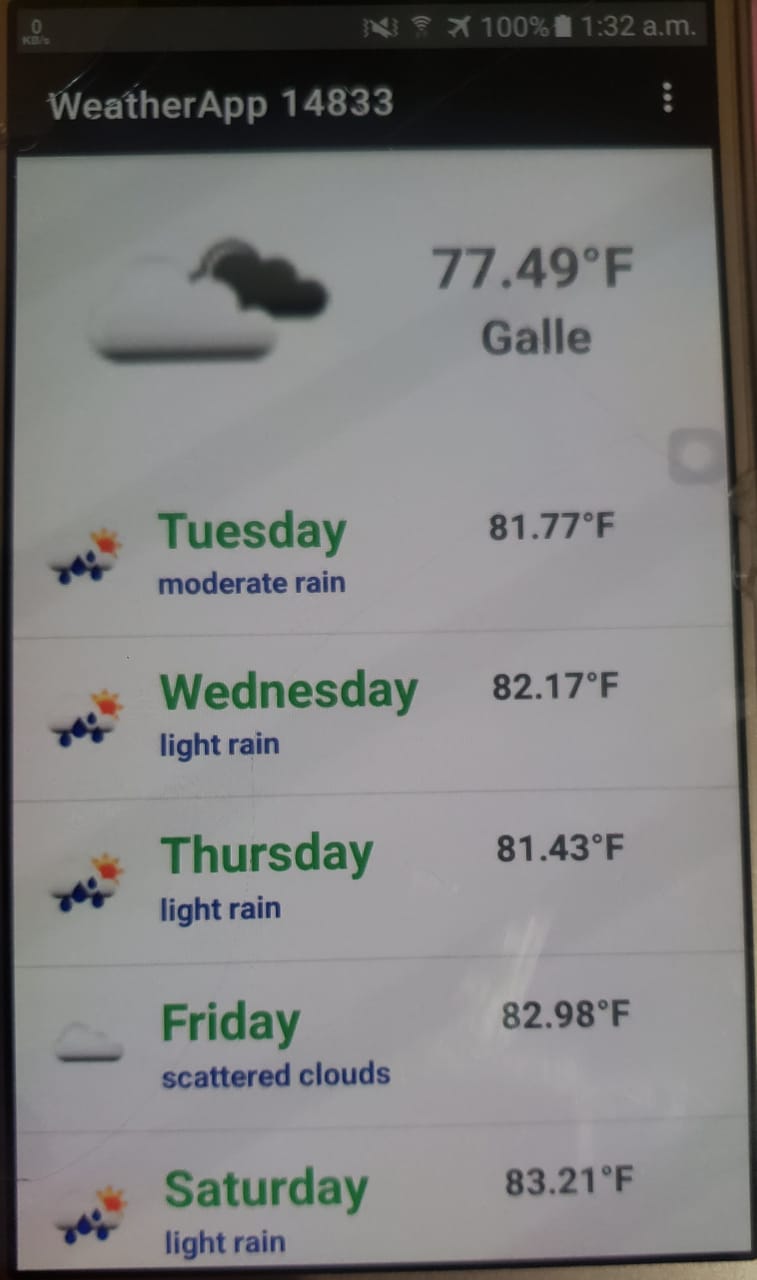 0
KB/s
100% 1:32 a.m.
WeatherApp 14833
77.49°F
Galle
Tuesday 81.77°F
moderate rain
Wednesday 82.17°F
light rain
Thursday 81.43°F
light rain
Friday 82.98°F
scattered clouds
Saturday 83.21°F
light rain